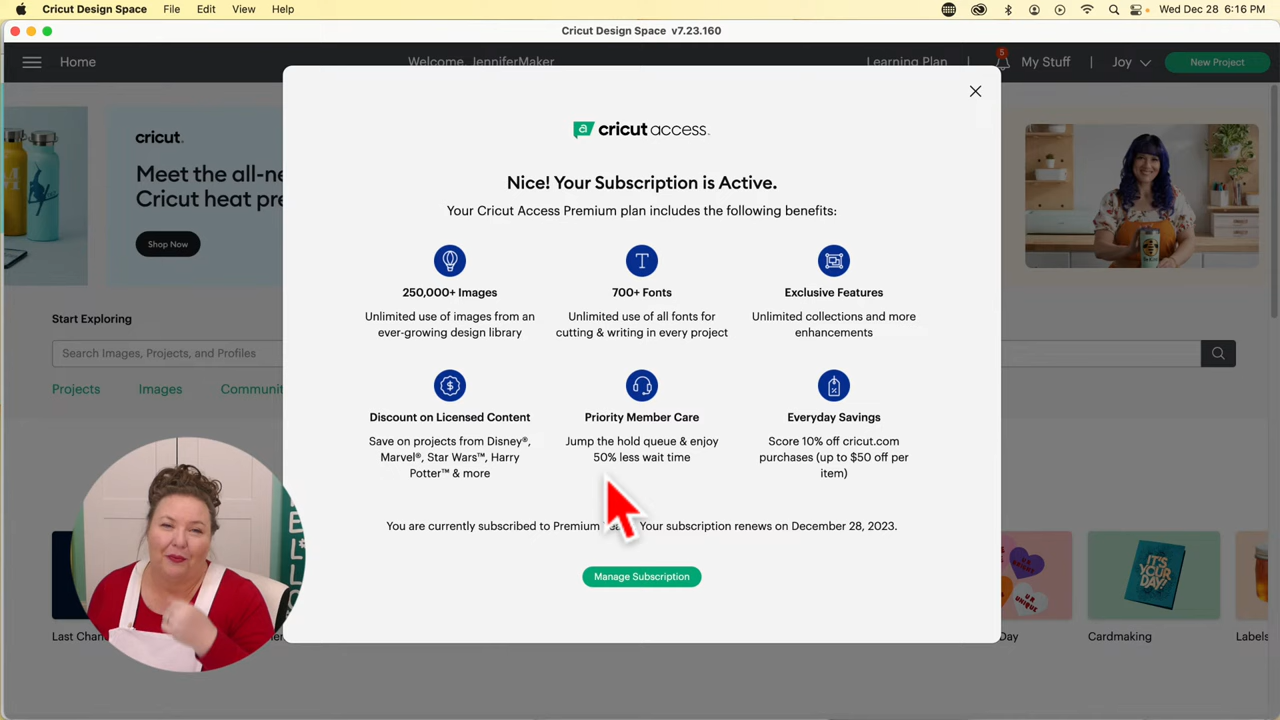 Cricut Design Space File Edit View Help
Wed Dec 28 6:16 PM
Cricut Design Space v7.23.160
Home
Welcome, JenniferMaker
Learning Plan
5
My Stuff
Joy
New Project
cricut.
Meet the all-ne
Cricut heat pre
Shop Now
Start Exploring
Search Images, Projects, and Profiles
Projects Images Communi
a cricut access.
Nice! Your Subscription is Active.
Your Cricut Access Premium plan includes the following benefits:
250,000+ Images
Unlimited use of images from an
ever-growing design library
T
700+ Fonts
Unlimited use of all fonts for
cutting & writing in every project
Exclusive Features
Unlimited collections and more
enhancements
$
Discount on Licensed Content
Save on projects from Disney®,
Marvel®, Star Wars™, Harry
Potter™ & more
Priority Member Care
Jump the hold queue & enjoy
50% less wait time
%
Everyday Savings
Score 10% off cricut.com
purchases (up to $50 off per
item)
You are currently subscribed to Premium Your subscription renews on December 28, 2023.
Manage Subscription
Last Chan
IT'S
YOUR
DAY!
UR
UNIQUE
Day
Cardmaking
Labels